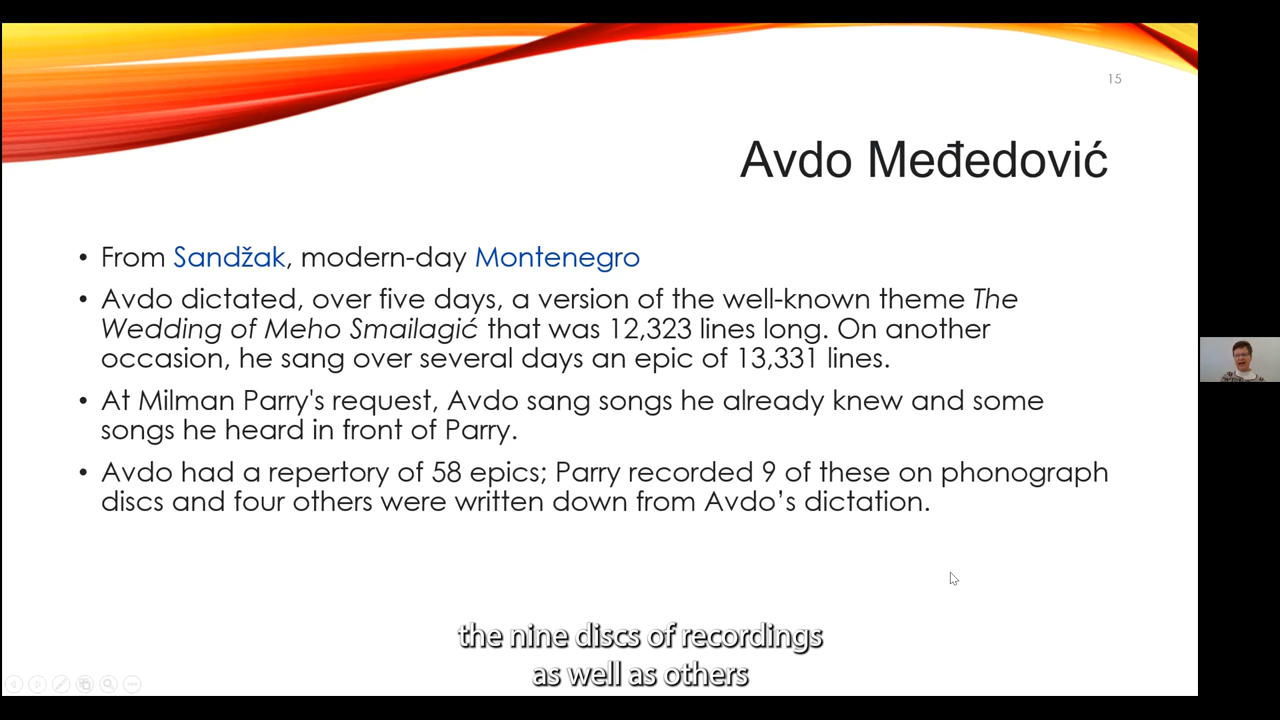 15
Avdo Međedović
• From Sandžak, modern-day Montenegro
• Avdo dictated, over five days, a version of the well-known theme The
Wedding of Meho Smailagić that was 12,323 lines long. On another
occasion, he sang over several days an epic of 13,331 lines.
• At Milman Parry's request, Avdo sang songs he already knew and some
songs he heard in front of Parry.
• Avdo had a repertory of 58 epics; Parry recorded 9 of these on phonograph
discs and four others were written down from Avdo’s dictation.
the nine discs of recordings
as well as others